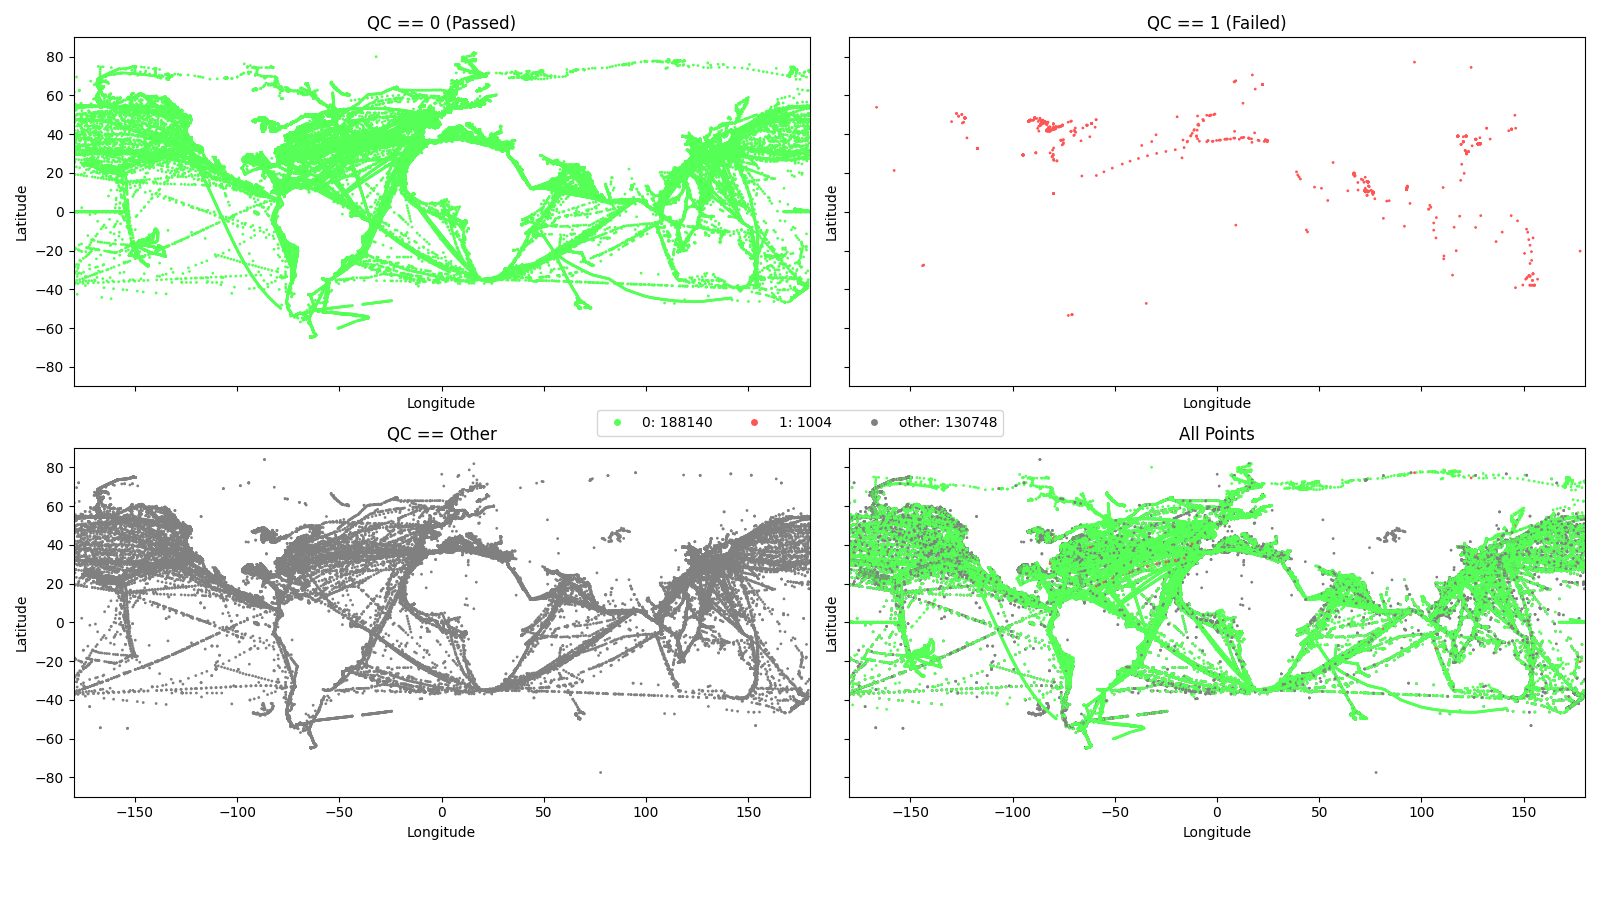 QC == 0 (Passed)
QC == 1 (Failed)
80
60
40
20
0
−20
−40
−60
−80
Latitude
Latitude
Longitude
Longitude
0: 188140
1: 1004
other: 130748
QC == Other
All Points
80
60
40
20
0
−20
−40
−60
−80
Latitude
Latitude
−150
−100
−50
0
50
100
150
−150
−100
−50
0
50
100
150
Longitude
Longitude